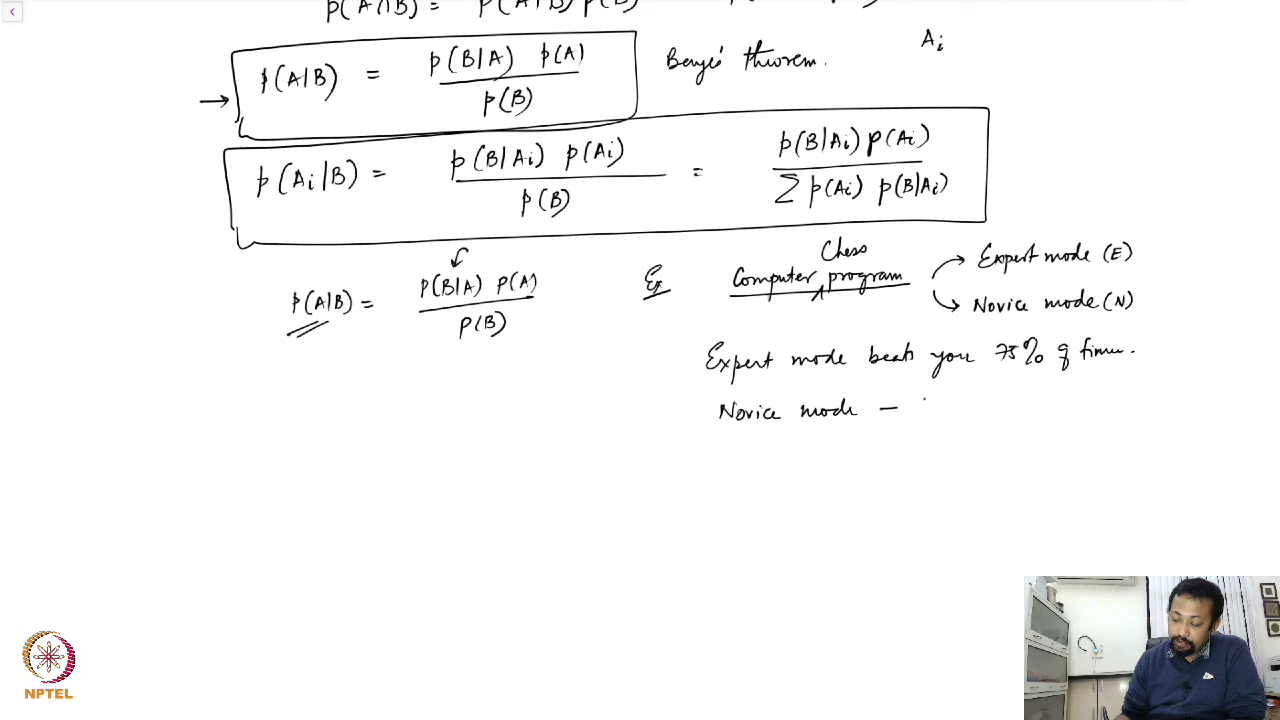 p(A∩B) =
Ai
p(A|B) = p(B|A) p(A) / p(B)
Baye's theorem.
p(Ai|B) = p(B|Ai) p(Ai) / p(B) = p(B|Ai) p(Ai) / Σ p(Ai) p(B|Ai)
p(A|B) = p(B|A) p(A) / p(B)
Ex
Chess
Computer program
Expert mode (E)
Novice mode (N)
Expert mode beats you 75% of times.
Novice mode —
NPTEL